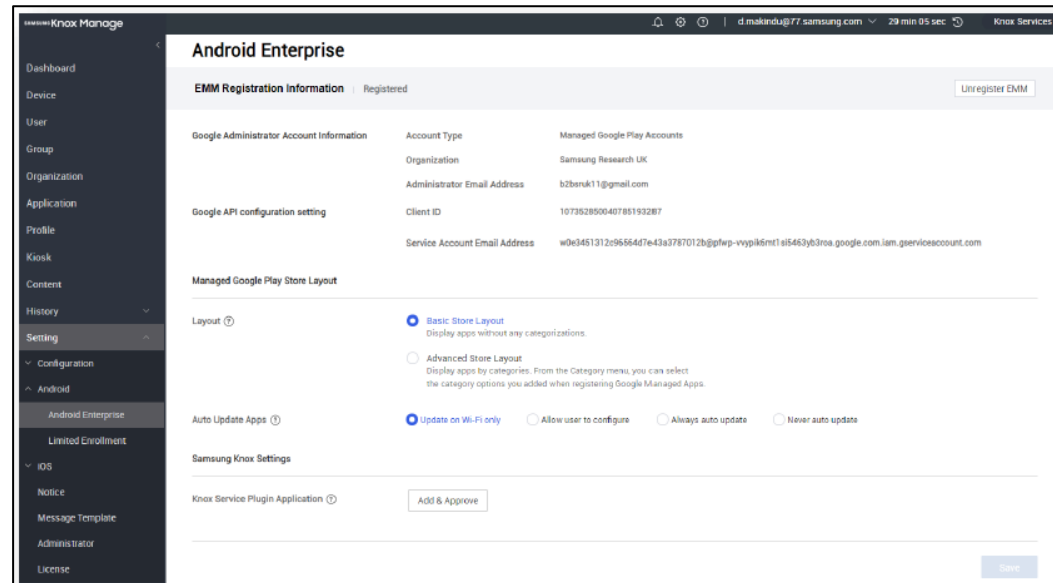 SAMSUNG Knox Manage
d.makindu@77.samsung.com
29 min 05 sec
Knox Services
Android Enterprise
Dashboard
Device
User
Group
Organization
Application
Profile
Kiosk
Content
History
Setting
Configuration
Android
Android Enterprise
Limited Enrollment
iOS
Notice
Message Template
Administrator
License
EMM Registration Information | Registered
Unregister EMM
Google Administrator Account Information
Account Type
Managed Google Play Accounts
Organization
Samsung Research UK
Administrator Email Address
b2bsruk11@gmail.com
Google API configuration setting
Client ID
Service Account Email Address
Managed Google Play Store Layout
Layout
Basic Store Layout
Display apps without any categorizations.
Advanced Store Layout
Display apps by categories. From the Category menu, you can select
the category options you added when registering Google Managed Apps.
Auto Update Apps
Update on Wi-Fi only
Allow user to configure
Always auto update
Never auto update
Samsung Knox Settings
Knox Service Plugin Application
Add & Approve
Save